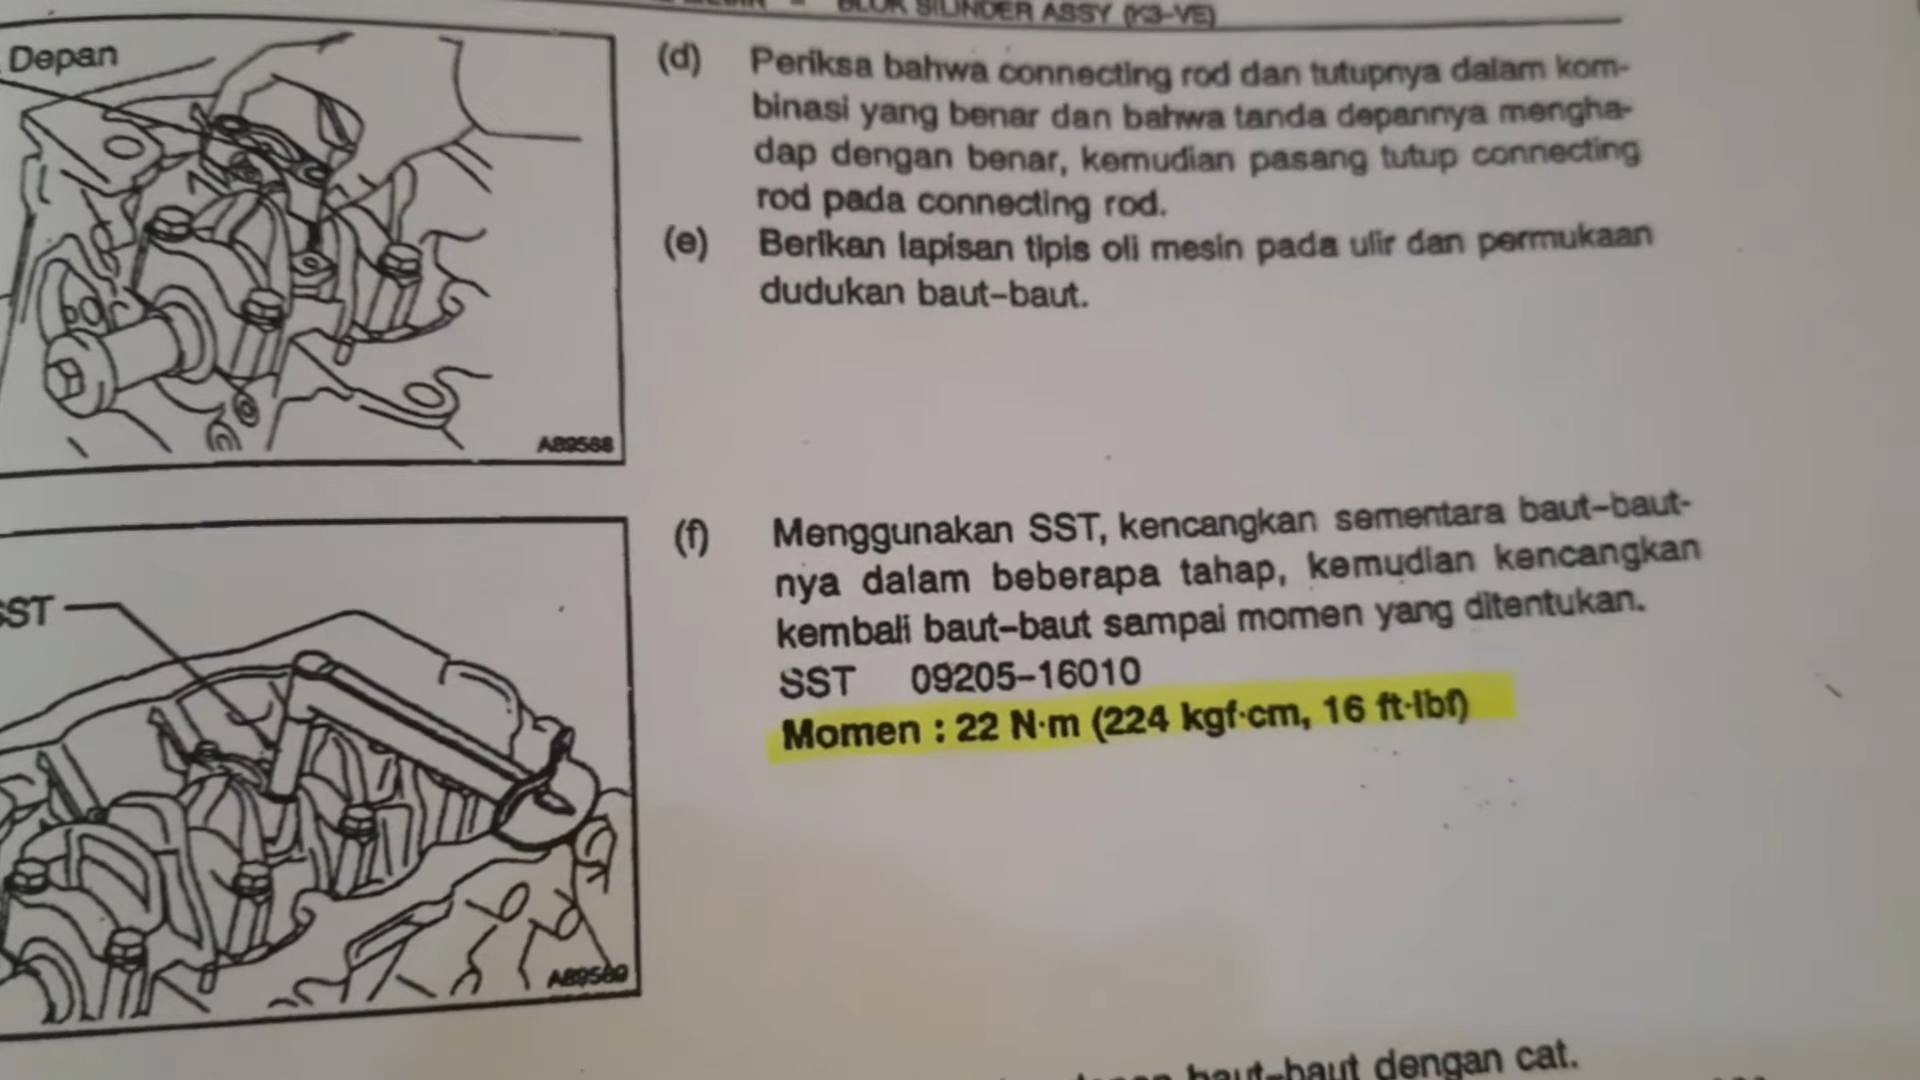 BLOK SILINDER ASSY (K3-VE)
Depan
(d) Periksa bahwa connecting rod dan tutupnya dalam kom-
binasi yang benar dan bahwa tanda depannya mengha-
dap dengan benar, kemudian pasang tutup connecting
rod pada connecting rod.
(e) Berikan lapisan tipis oli mesin pada ulir dan permukaan
dudukan baut-baut.
A89568
(f) Menggunakan SST, kencangkan sementara baut-baut-
nya dalam beberapa tahap, kemudian kencangkan
kembali baut-baut sampai momen yang ditentukan.
SST 09205-16010
Momen : 22 N·m (224 kgf·cm, 16 ft·lbf)
SST
A89569
baut-baut dengan cat.